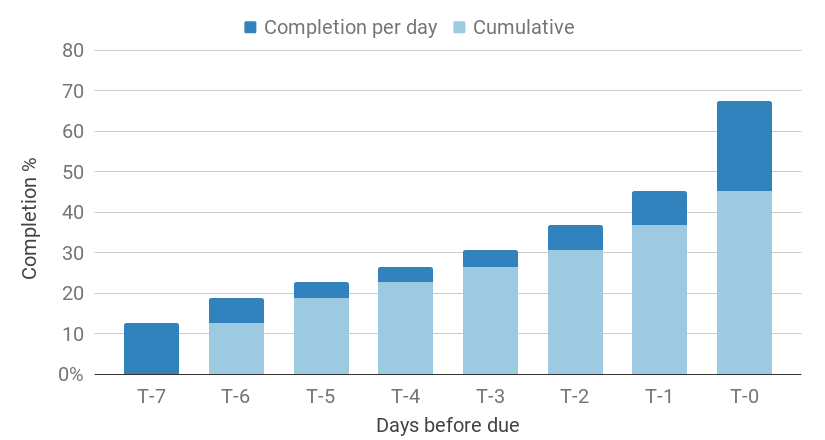 Completion per day Cumulative
80
70
60
50
40
30
20
10
0%
Completion %
T-7 T-6 T-5 T-4 T-3 T-2 T-1 T-0
Days before due